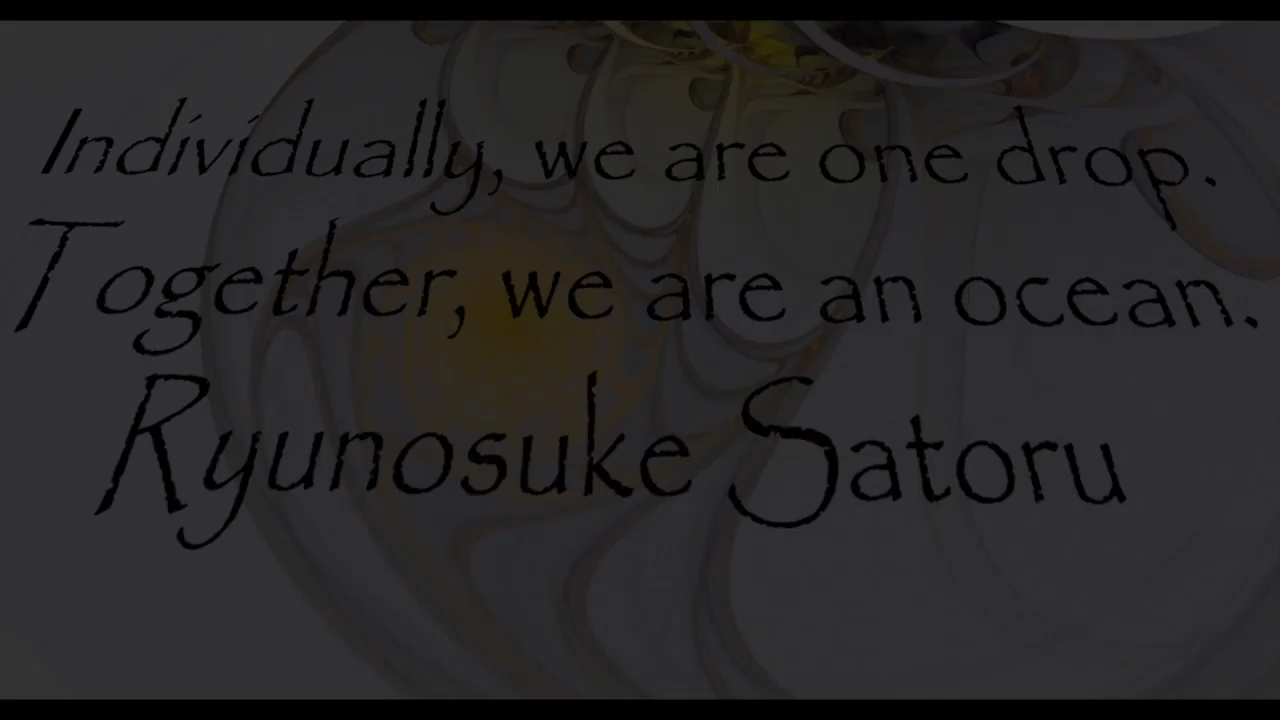 Individually, we are one drop.
Together, we are an ocean.
Ryunosuke Satoru